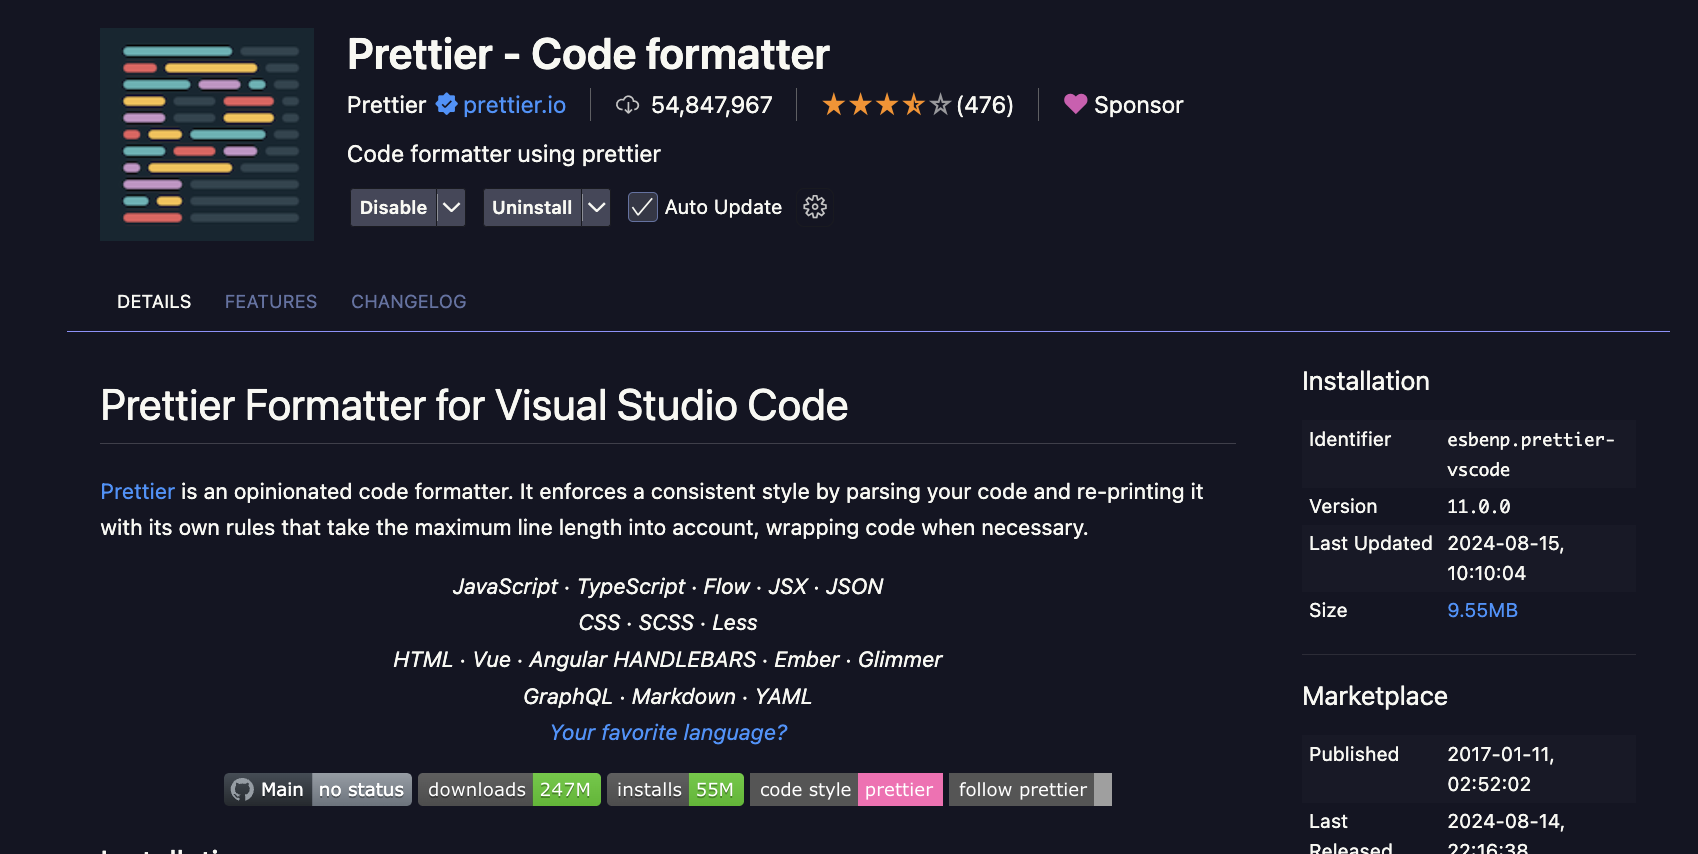 Prettier - Code formatter
Prettier prettier.io 54,847,967 (476) Sponsor
Code formatter using prettier
Disable Uninstall Auto Update
DETAILS FEATURES CHANGELOG
Prettier Formatter for Visual Studio Code
Prettier is an opinionated code formatter. It enforces a consistent style by parsing your code and re-printing it
with its own rules that take the maximum line length into account, wrapping code when necessary.
JavaScript · TypeScript · Flow · JSX · JSON
CSS · SCSS · Less
HTML · Vue · Angular HANDLEBARS · Ember · Glimmer
GraphQL · Markdown · YAML
Your favorite language?
Main no status downloads 247M installs 55M code style prettier follow prettier
Installation
Identifier esbenp.prettier-
vscode
Version 11.0.0
Last Updated 2024-08-15,
10:10:04
Size 9.55MB
Marketplace
Published 2017-01-11,
02:52:02
Last 2024-08-14,
Released 22:16:38